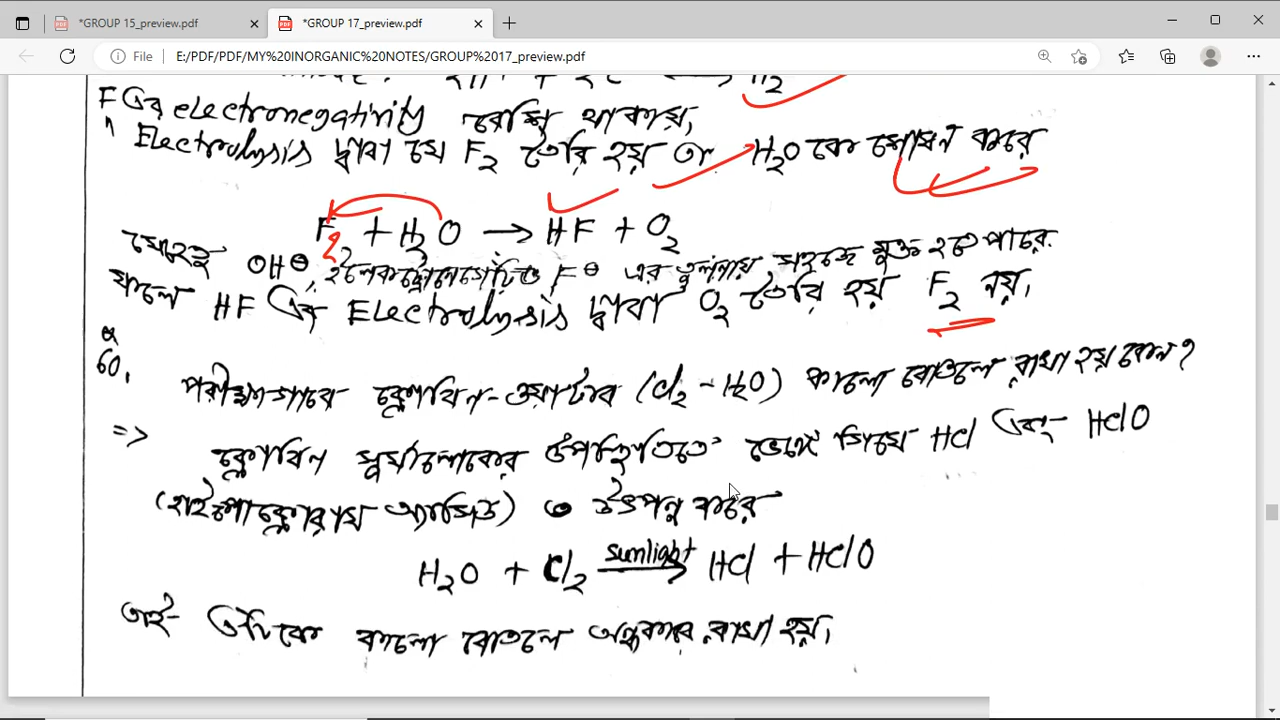 *GROUP 15_preview.pdf
*GROUP 17_preview.pdf
File E:/PDF/PDF/MY%20INORGANIC%20NOTES/GROUP%2017_preview.pdf
F এর electronegativity বেশি থাকায়,
Electrolysis দ্বারা যে F2 তৈরি হয় তা H2O কে শোষন করে
F2 + H2O → HF + O2
যেহেতু OH⊖, ইলেকট্রোনেগেটিভ F⊖ এর তুলনায় সহজে মুক্ত হতে পারে.
ফলে HF এর Electrolysis দ্বারা O2 তৈরি হয় F2 নয়,
60, পরীক্ষাগারে ক্লোরিন-ওয়াটার (Cl2 - H2O) কালো বোতলে রাখা হয় কেন?
=> ক্লোরিন সূর্যালোকের উপস্থিতিতে ভেঙ্গে গিয়ে HCl এবং HClO
(হাইপোক্লোরাস অ্যাসিড) উৎপন্ন করে
H2O + Cl2 sunlight → HCl + HClO
তাই কালো বোতলে অন্ধকারে রাখা হয়,